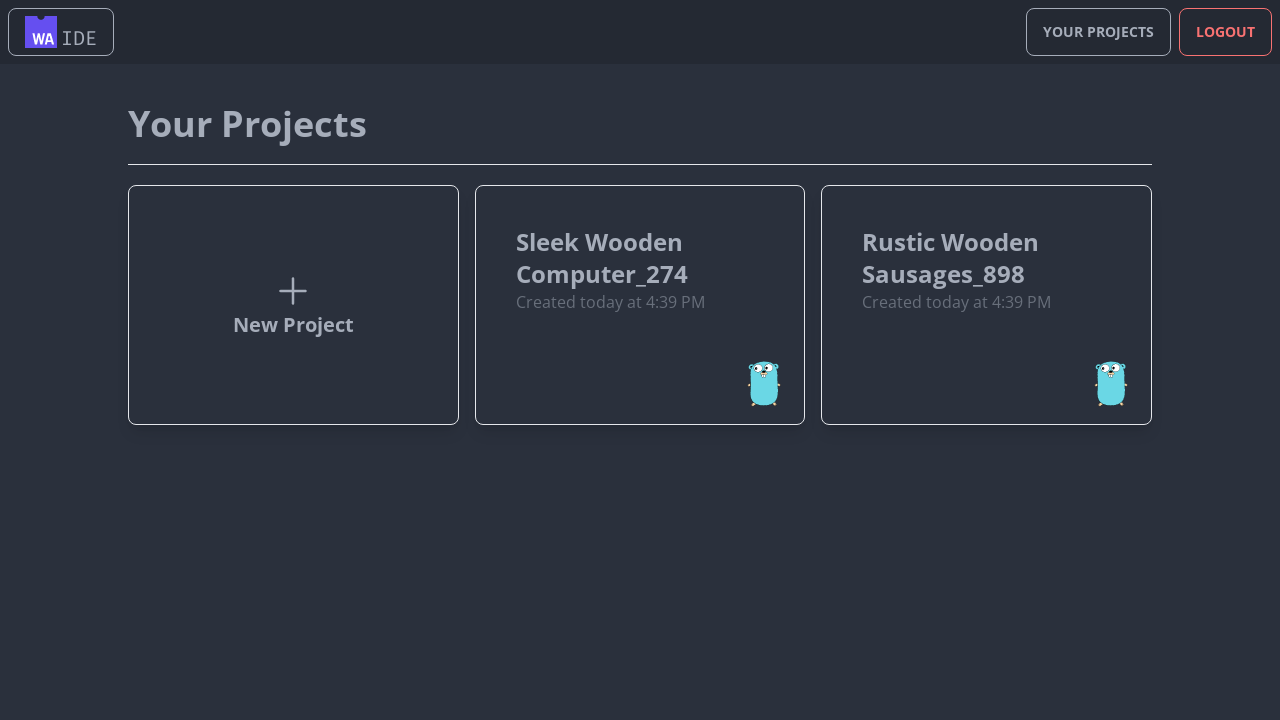 WA IDE
YOUR PROJECTS
LOGOUT
Your Projects
New Project
Sleek Wooden
Computer_274
Created today at 4:39 PM
Rustic Wooden
Sausages_898
Created today at 4:39 PM